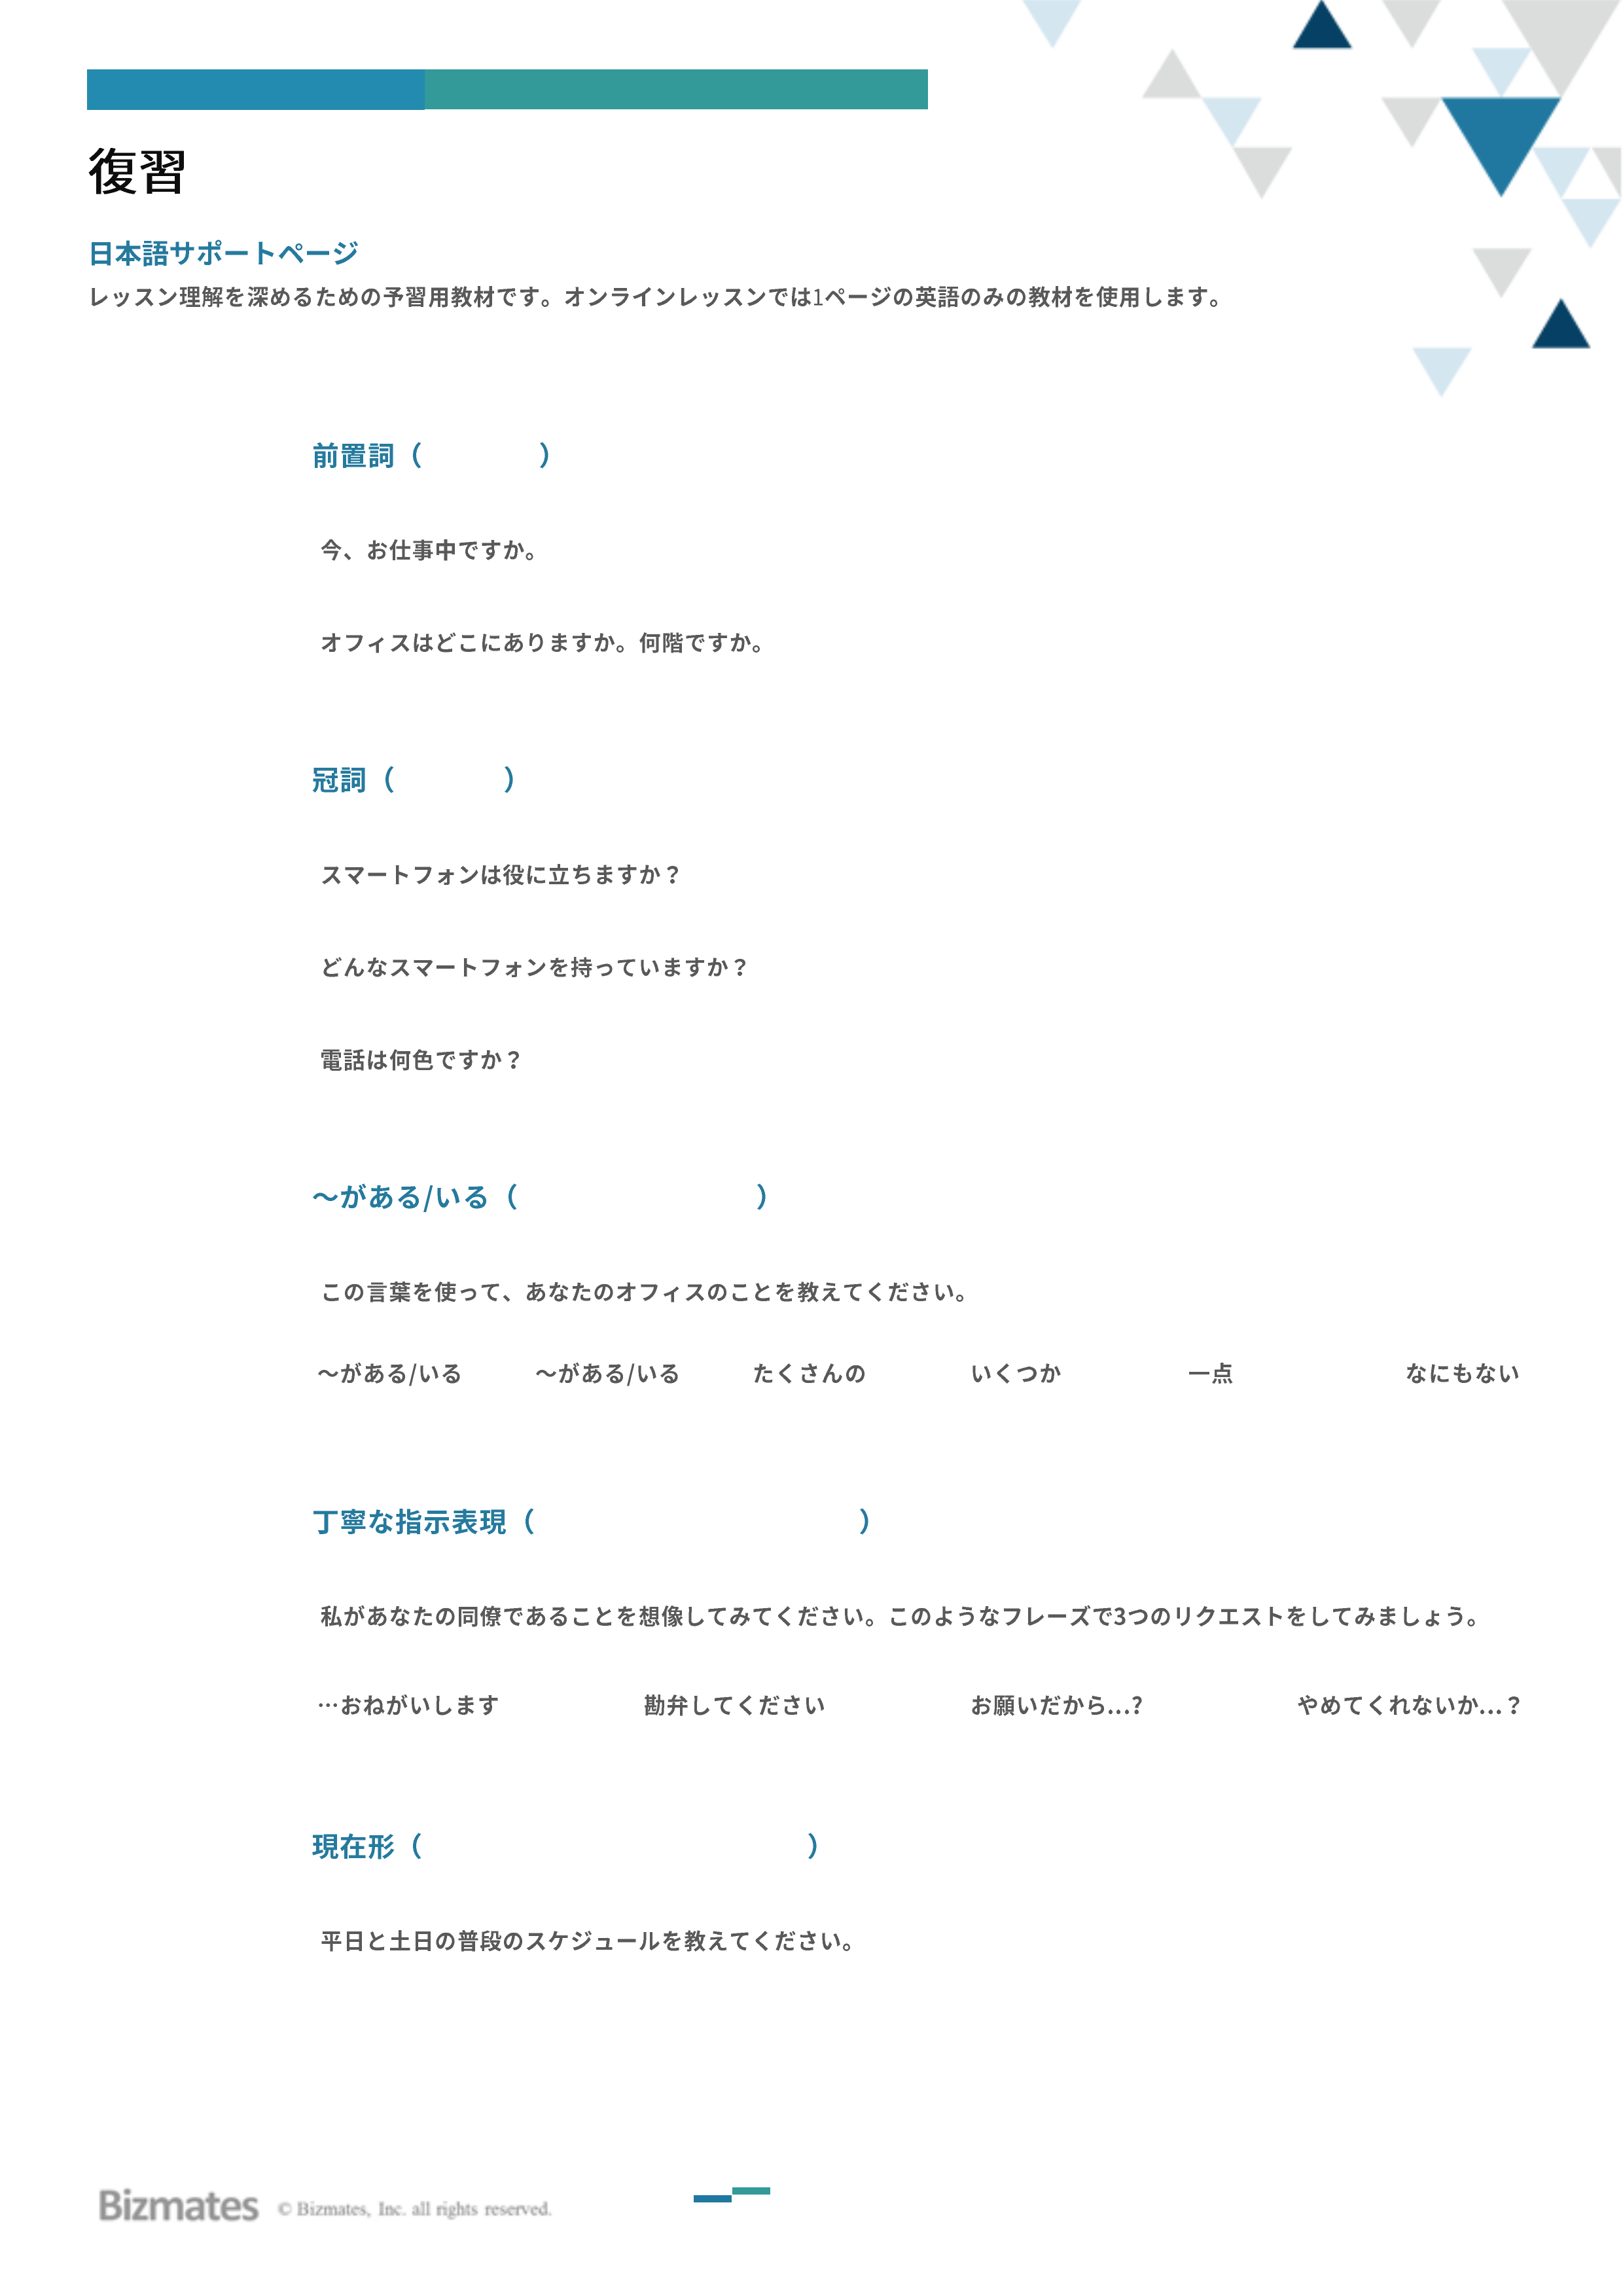 復習
日本語サポートページ
レッスン理解を深めるための予習用教材です。オンラインレッスンでは1ページの英語のみの教材を使用します。
前置詞（　　　　）
今、お仕事中ですか。
オフィスはどこにありますか。何階ですか。
冠詞（　　　　）
スマートフォンは役に立ちますか？
どんなスマートフォンを持っていますか？
電話は何色ですか？
～がある/いる（　　　　　　　　）
この言葉を使って、あなたのオフィスのことを教えてください。
～がある/いる　～がある/いる　たくさんの　いくつか　一点　なにもない
丁寧な指示表現（　　　　　　　　　　　）
私があなたの同僚であることを想像してみてください。このようなフレーズで3つのリクエストをしてみましょう。
…おねがいします　勘弁してください　お願いだから...?　やめてくれないか...？
現在形（　　　　　　　　　　　　　）
平日と土日の普段のスケジュールを教えてください。
Bizmates © Bizmates, Inc. all rights reserved.